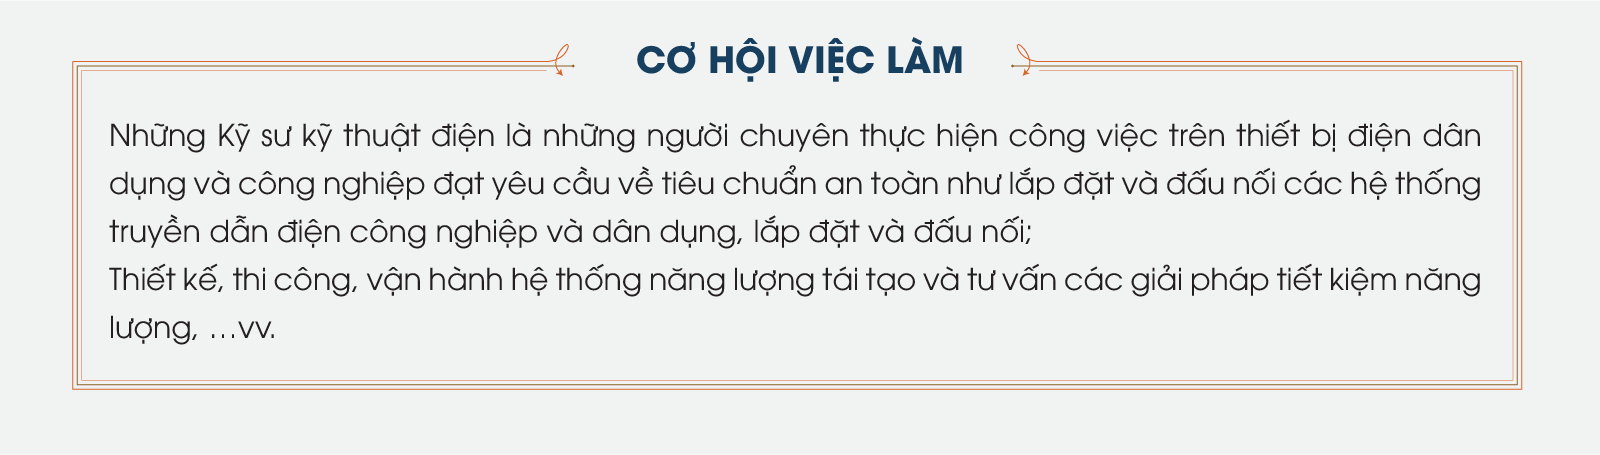 CƠ HỘI VIỆC LÀM
Những Kỹ sư kỹ thuật điện là những người chuyên thực hiện công việc trên thiết bị điện dân
dụng và công nghiệp đạt yêu cầu về tiêu chuẩn an toàn như lắp đặt và đấu nối các hệ thống
truyền dẫn điện công nghiệp và dân dụng, lắp đặt và đấu nối;
Thiết kế, thi công, vận hành hệ thống năng lượng tái tạo và tư vấn các giải pháp tiết kiệm năng
lượng, ...vv.